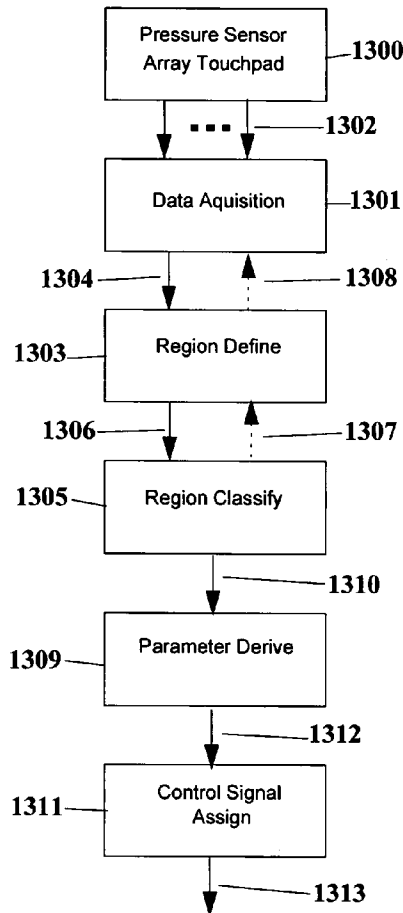 Pressure Sensor
Array Touchpad
1300
1302
Data Aquisition
1301
1304
1308
Region Define
1303
1306
1307
Region Classify
1305
1310
Parameter Derive
1309
1312
Control Signal
Assign
1311
1313